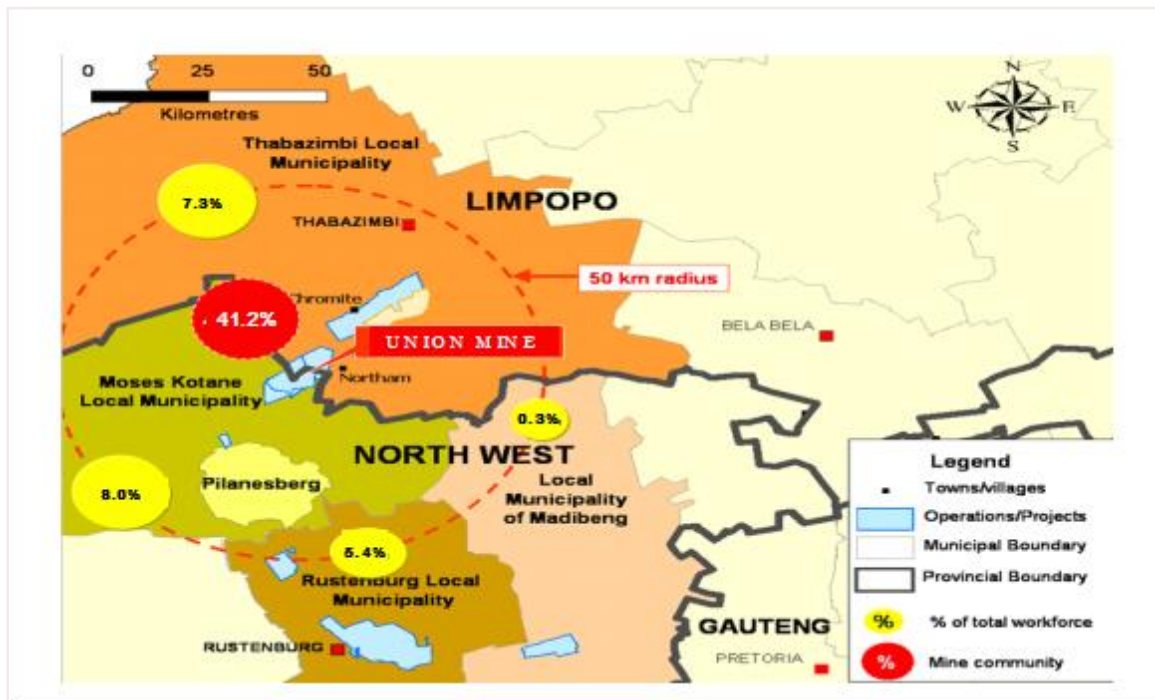 0 25 50
Kilometres
N
W E
S
Thabazimbi Local
Municipality
7.3%
THABAZIMBI
LIMPOPO
50 km radius
41.2%
Chromite
UNION MINE
BELA BELA
Northam
Moses Kotane
Local Municipality
0.3%
NORTH WEST
Pilanesberg
8.0%
Local
Municipality
of Madibeng
5.4%
Rustenburg Local
Municipality
RUSTENBURG
GAUTENG
PRETORIA
Legend
Towns/villages
Operations/Projects
Municipal Boundary
Provincial Boundary
% % of total workforce
% Mine community